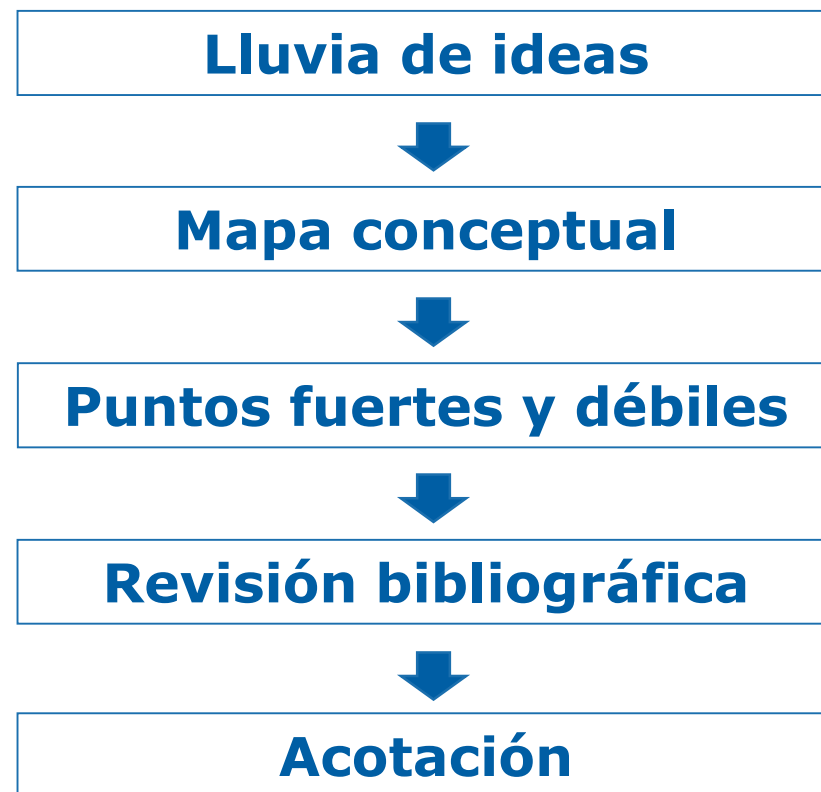 Lluvia de ideas
Mapa conceptual
Puntos fuertes y débiles
Revisión bibliográfica
Acotación